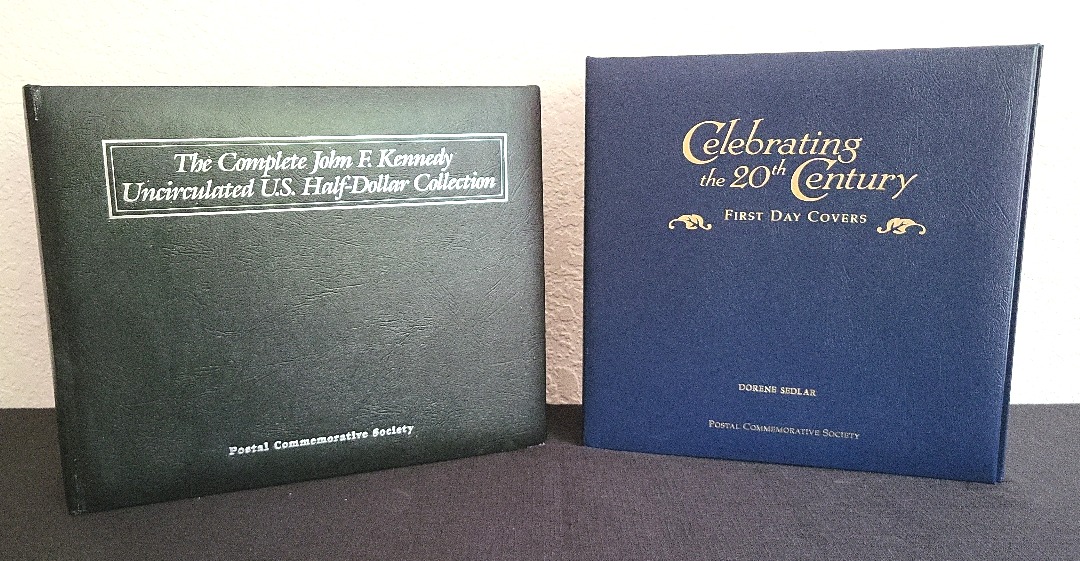 The Complete John F. Kennedy
Uncirculated U.S. Half-Dollar Collection
Postal Commemorative Society
Celebrating
the 20th Century
First Day Covers
DORENE SEDLAR
Postal Commemorative Society